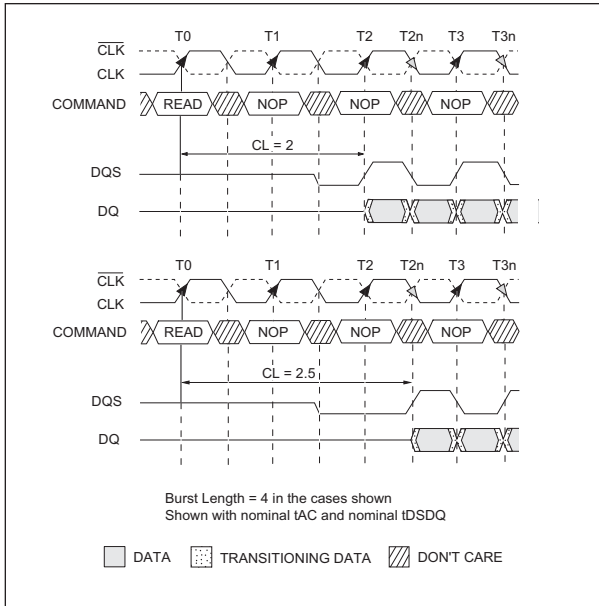 T0 T1 T2 T2n T3 T3n
CLK
CLK
COMMAND READ NOP NOP NOP
CL = 2
DQS
DQ
T0 T1 T2 T2n T3 T3n
CLK
CLK
COMMAND READ NOP NOP NOP
CL = 2.5
DQS
DQ
Burst Length = 4 in the cases shown
Shown with nominal tAC and nominal tDSDQ
DATA TRANSITIONING DATA DON'T CARE